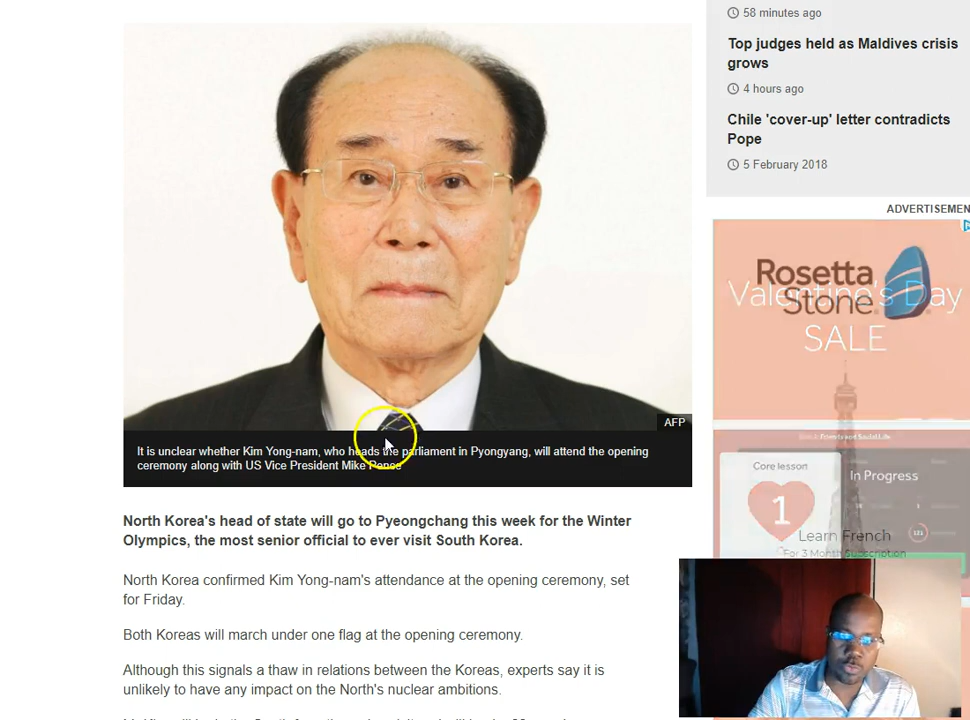 58 minutes ago
Top judges held as Maldives crisis
grows
4 hours ago
Chile 'cover-up' letter contradicts
Pope
5 February 2018
ADVERTISEMEN
Rosetta
Stone
Valentine's Day
SALE
Core lesson
1
In Progress
Learn French
For 3 Month Subscription
AFP
It is unclear whether Kim Yong-nam, who heads the parliament in Pyongyang, will attend the opening
ceremony along with US Vice President Mike Pence
North Korea's head of state will go to Pyeongchang this week for the Winter
Olympics, the most senior official to ever visit South Korea.
North Korea confirmed Kim Yong-nam's attendance at the opening ceremony, set
for Friday.
Both Koreas will march under one flag at the opening ceremony.
Although this signals a thaw in relations between the Koreas, experts say it is
unlikely to have any impact on the North's nuclear ambitions.